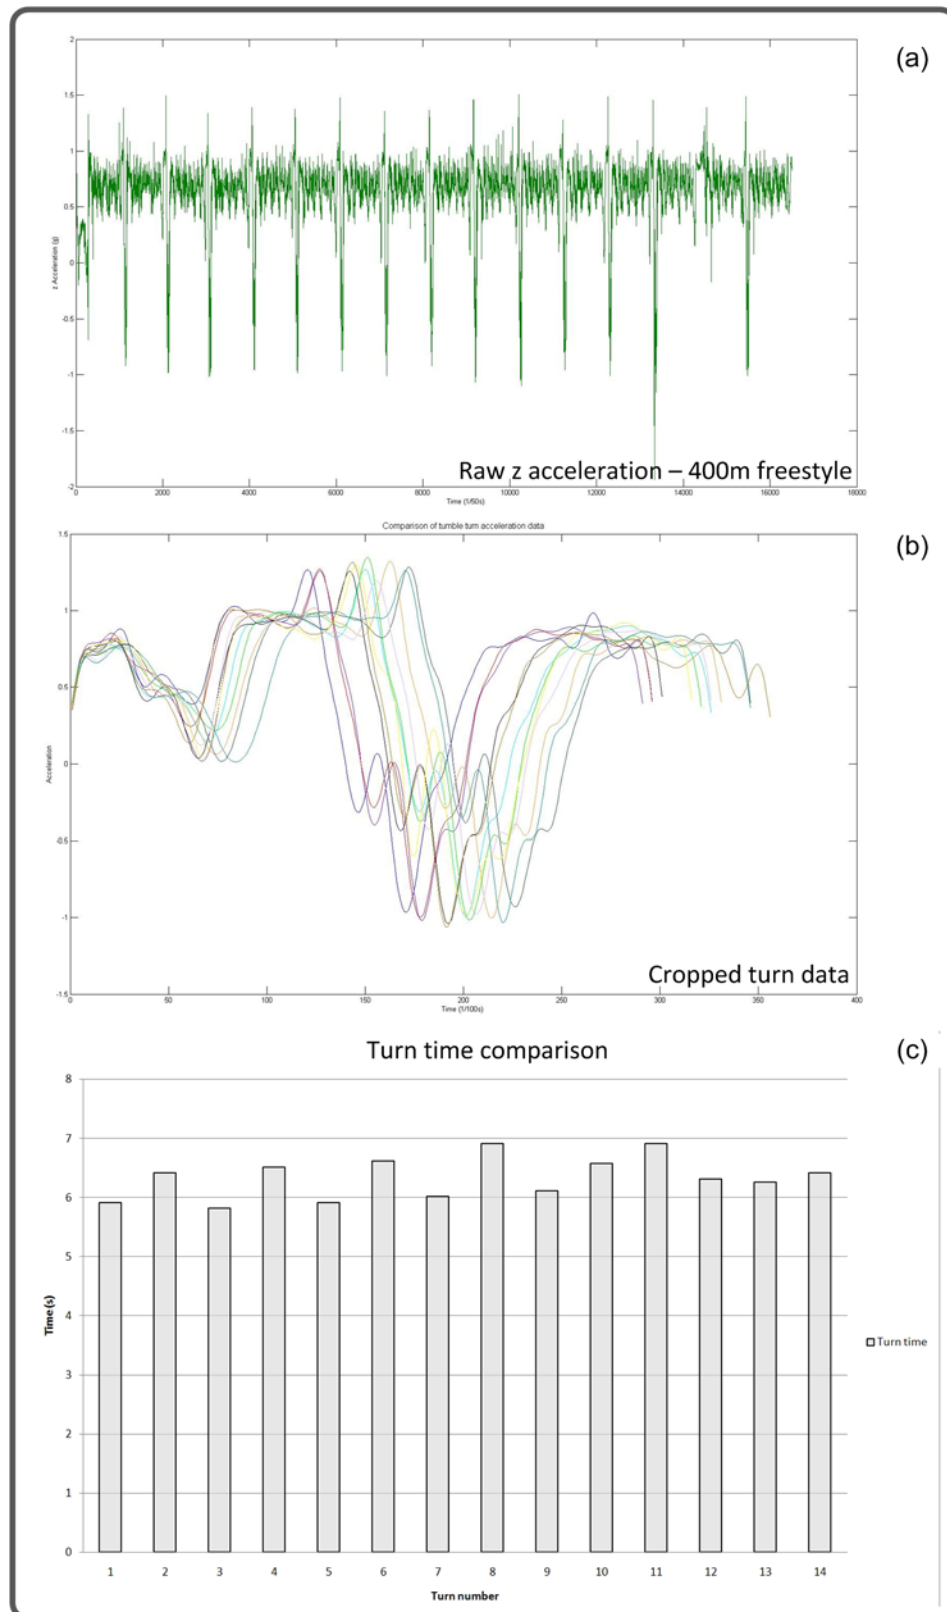 (a)
2
1.5
1
0.5
0
-0.5
-1
-1.5
-2
z Acceleration (g)
Raw z acceleration – 400m freestyle
0 2000 4000 6000 8000 10000 12000 14000 16000 18000
Time (1/50s)
Comparison of tumble turn acceleration data
(b)
1.5
1
0.5
0
-0.5
-1
-1.5
Acceleration
Cropped turn data
0 50 100 150 200 250 300 350 400
Time (1/100s)
Turn time comparison
(c)
8
7
6
5
4
3
2
1
0
Time (s)
Turn time
1 2 3 4 5 6 7 8 9 10 11 12 13 14
Turn number